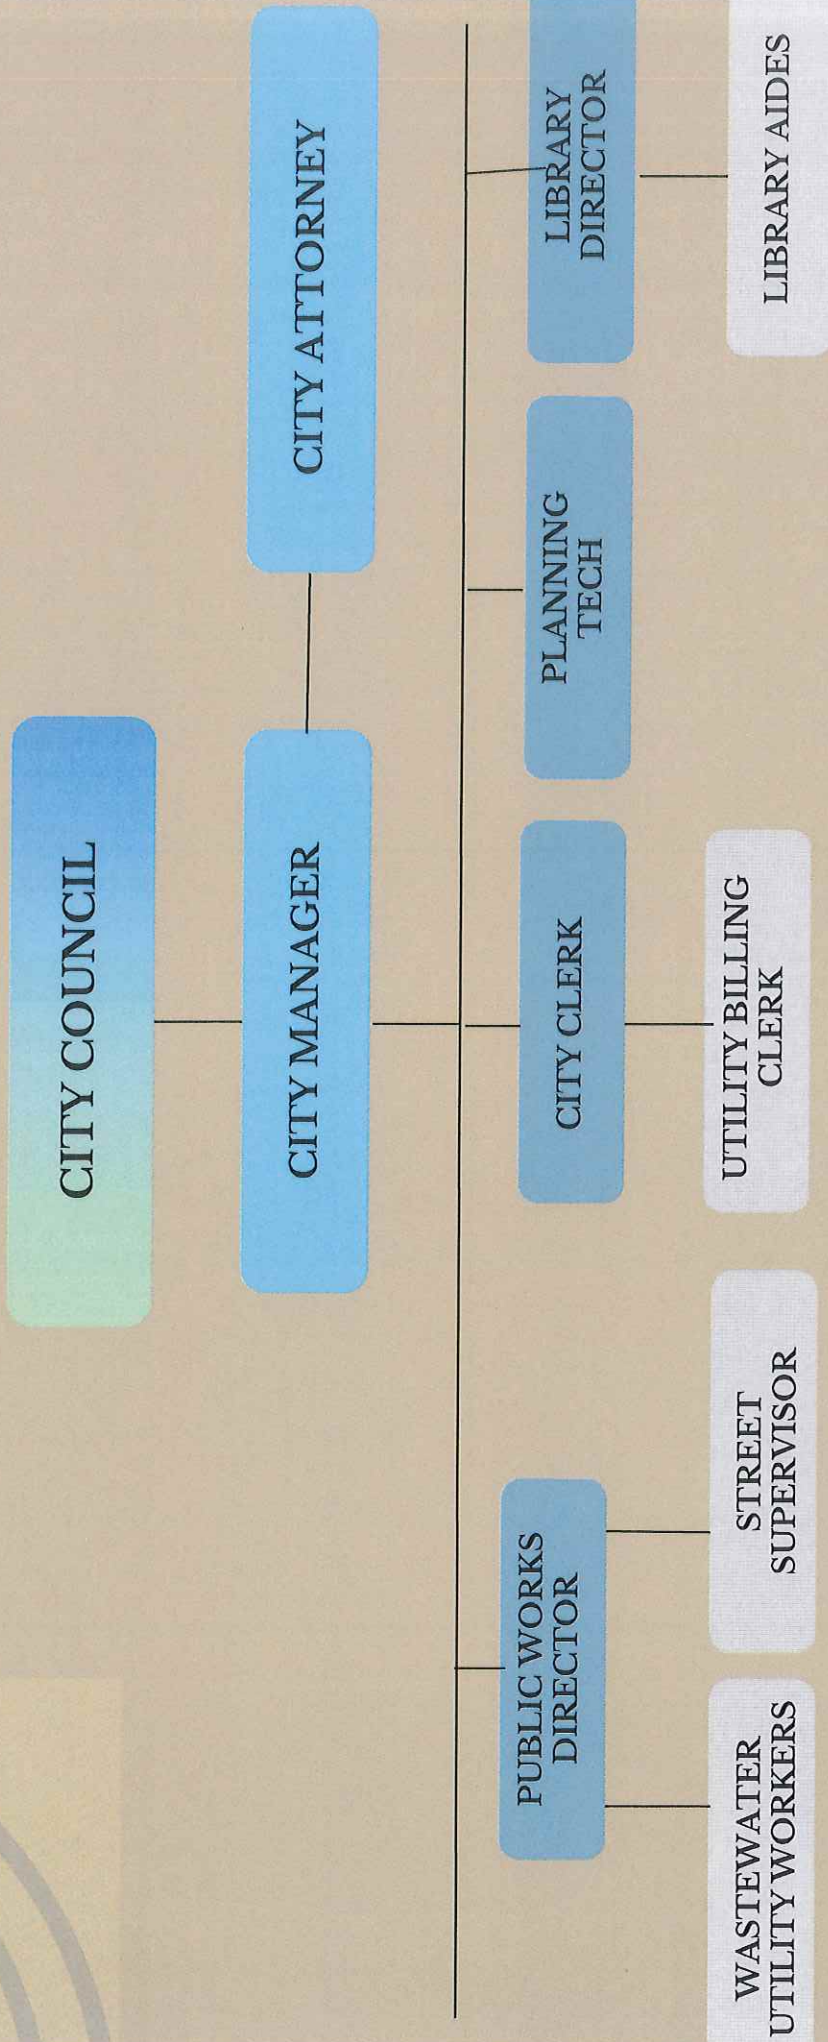 CITY COUNCIL
CITY MANAGER
CITY ATTORNEY
PUBLIC WORKS
DIRECTOR
CITY CLERK
PLANNING
TECH
LIBRARY
DIRECTOR
WASTEWATER
UTILITY WORKERS
STREET
SUPERVISOR
UTILITY BILLING
CLERK
LIBRARY AIDES